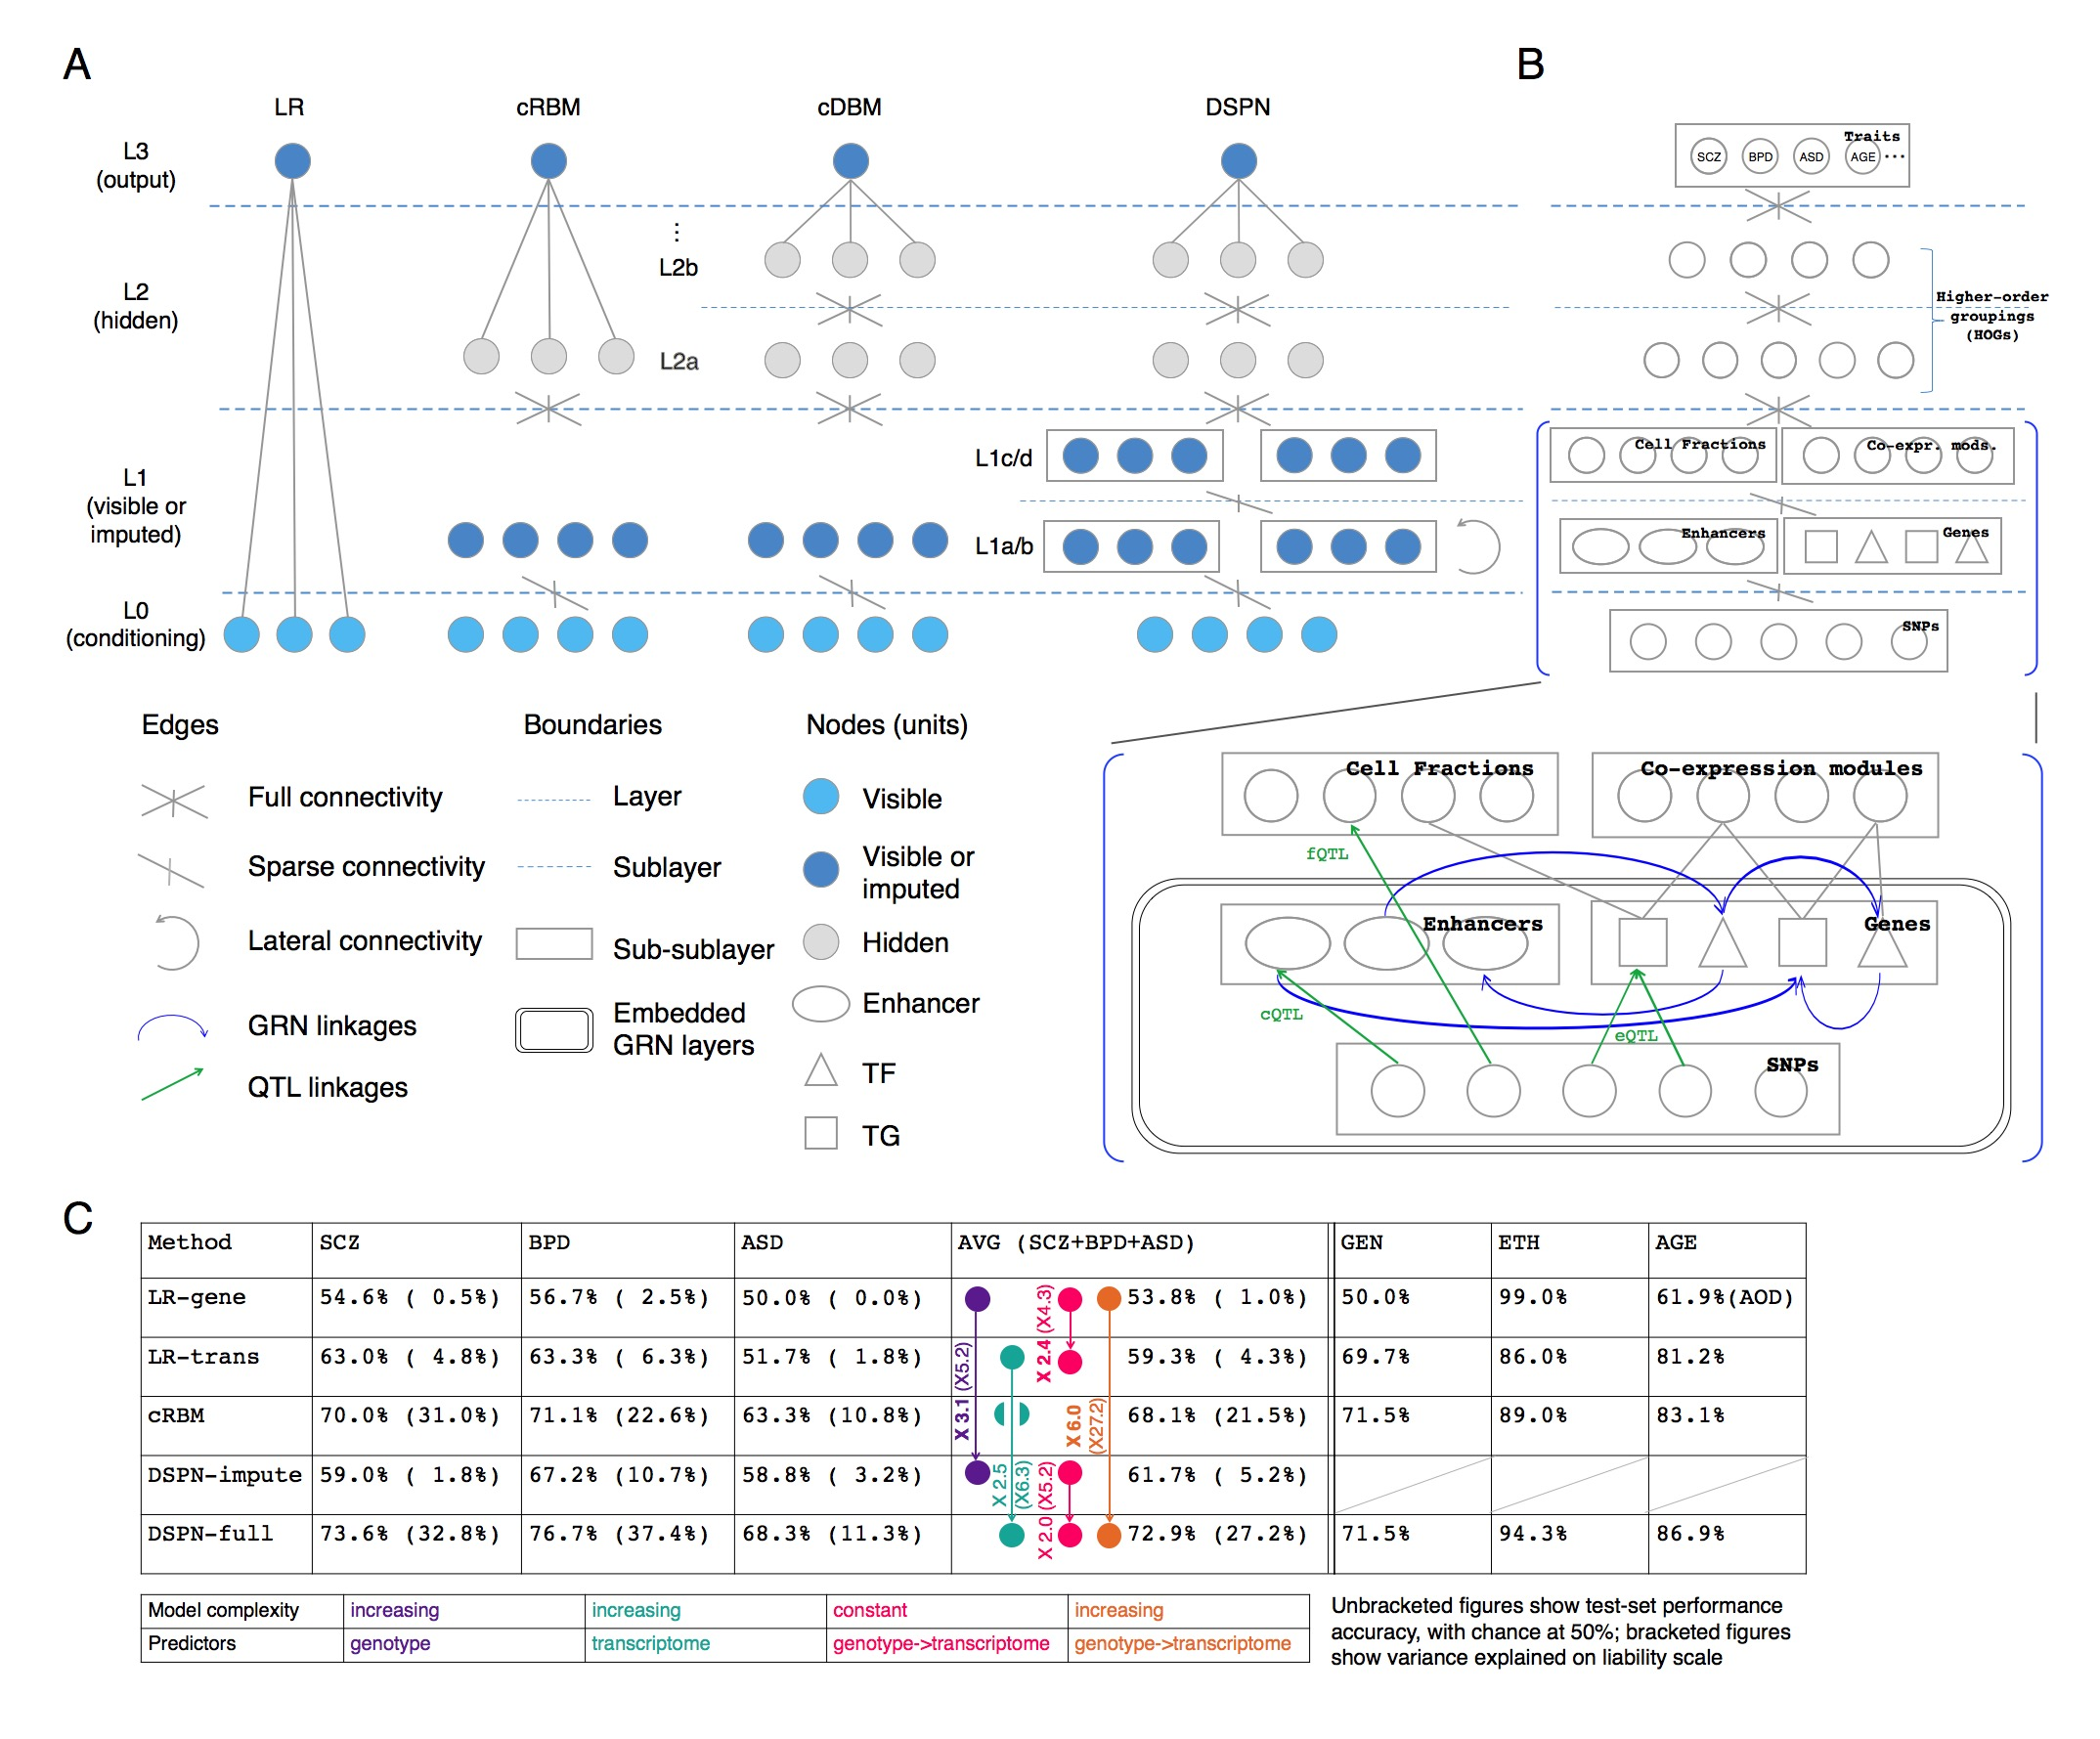 A
B
LR
cRBM
cDBM
DSPN
L3
(output)
Traits
SCZ
BPD
ASD
AGE
...
⋮
L2b
L2
(hidden)
Higher-order
groupings
(HOGs)
L2a
L1c/d
Cell Fractions
Co-expr. mods.
L1
(visible or
imputed)
L1a/b
Enhancers
Genes
L0
(conditioning)
SNPs
Edges
Full connectivity
Sparse connectivity
Lateral connectivity
GRN linkages
QTL linkages
Boundaries
Layer
Sublayer
Sub-sublayer
Embedded
GRN layers
Nodes (units)
Visible
Visible or
imputed
Hidden
Enhancer
TF
TG
Cell Fractions
Co-expression modules
fQTL
Enhancers
Genes
cQTL
eQTL
SNPs
C
Method SCZ BPD ASD AVG (SCZ+BPD+ASD) GEN ETH AGE
LR-gene 54.6% ( 0.5%) 56.7% ( 2.5%) 50.0% ( 0.0%) 53.8% ( 1.0%) 50.0% 99.0% 61.9%(AOD)
LR-trans 63.0% ( 4.8%) 63.3% ( 6.3%) 51.7% ( 1.8%) 59.3% ( 4.3%) 69.7% 86.0% 81.2%
cRBM 70.0% (31.0%) 71.1% (22.6%) 63.3% (10.8%) 68.1% (21.5%) 71.5% 89.0% 83.1%
DSPN-impute 59.0% ( 1.8%) 67.2% (10.7%) 58.8% ( 3.2%) 61.7% ( 5.2%)
DSPN-full 73.6% (32.8%) 76.7% (37.4%) 68.3% (11.3%) 72.9% (27.2%) 71.5% 94.3% 86.9%
X 3.1 (X5.2)
X 2.5
(X6.3)
X 2.4 (X4.3)
X 2.0 (X5.2)
X 6.0
(X27.2)
Model complexity increasing increasing constant increasing
Predictors genotype transcriptome genotype->transcriptome genotype->transcriptome
Unbracketed figures show test-set performance
accuracy, with chance at 50%; bracketed figures
show variance explained on liability scale